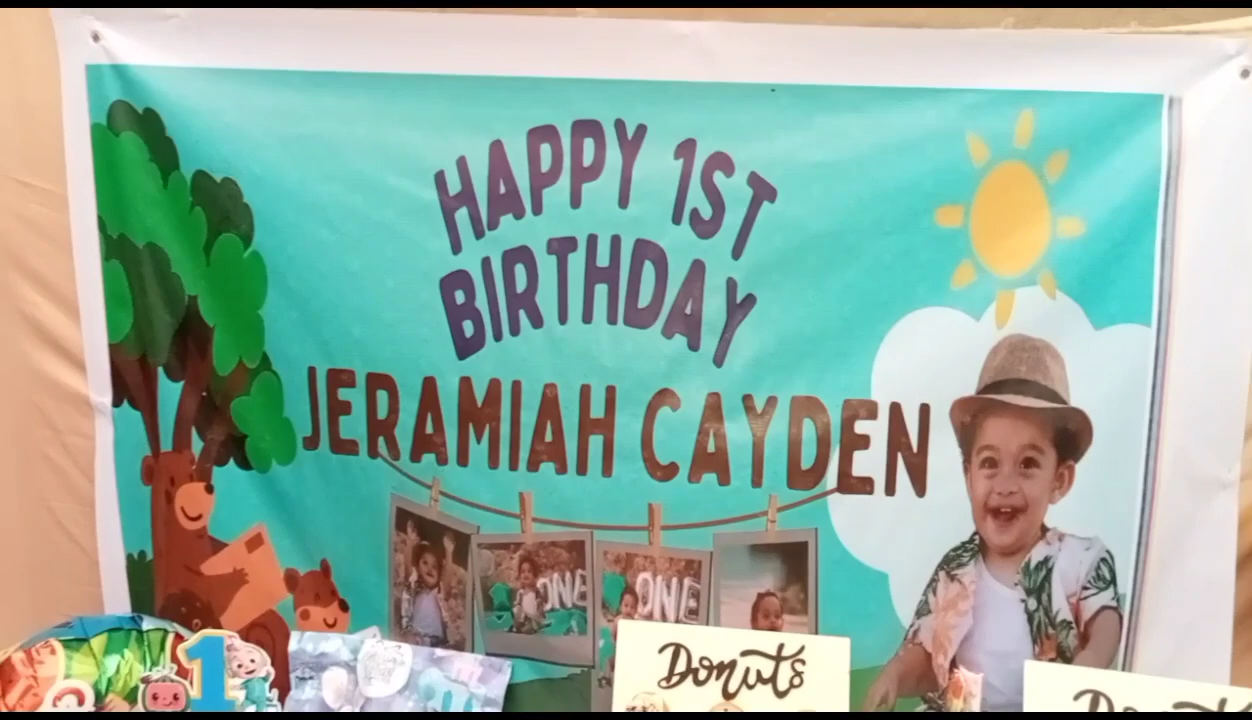 HAPPY 1ST
BIRTHDAY
JERAMIAH CAYDEN
ONE
ONE
1
Donuts